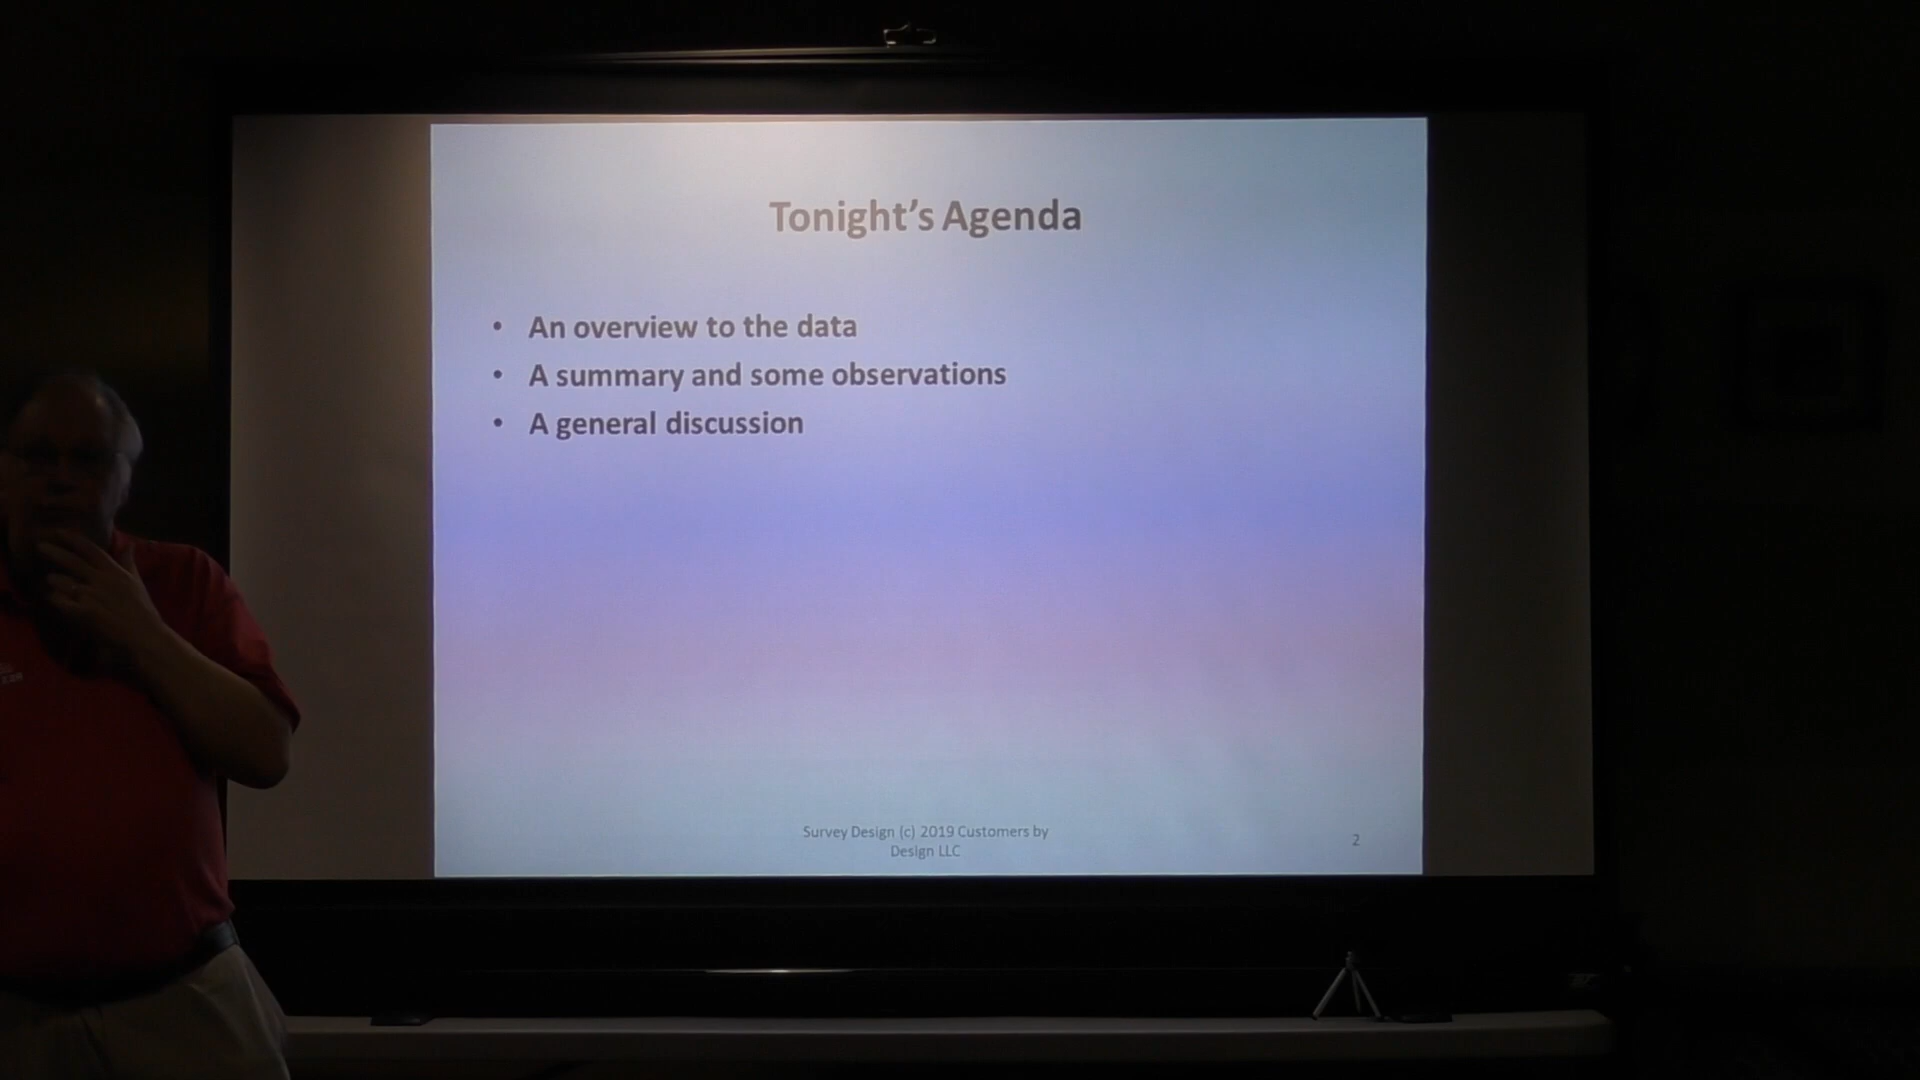 Tonight's Agenda
• An overview to the data
• A summary and some observations
• A general discussion
Survey Design (c) 2019 Customers by
Design LLC
2